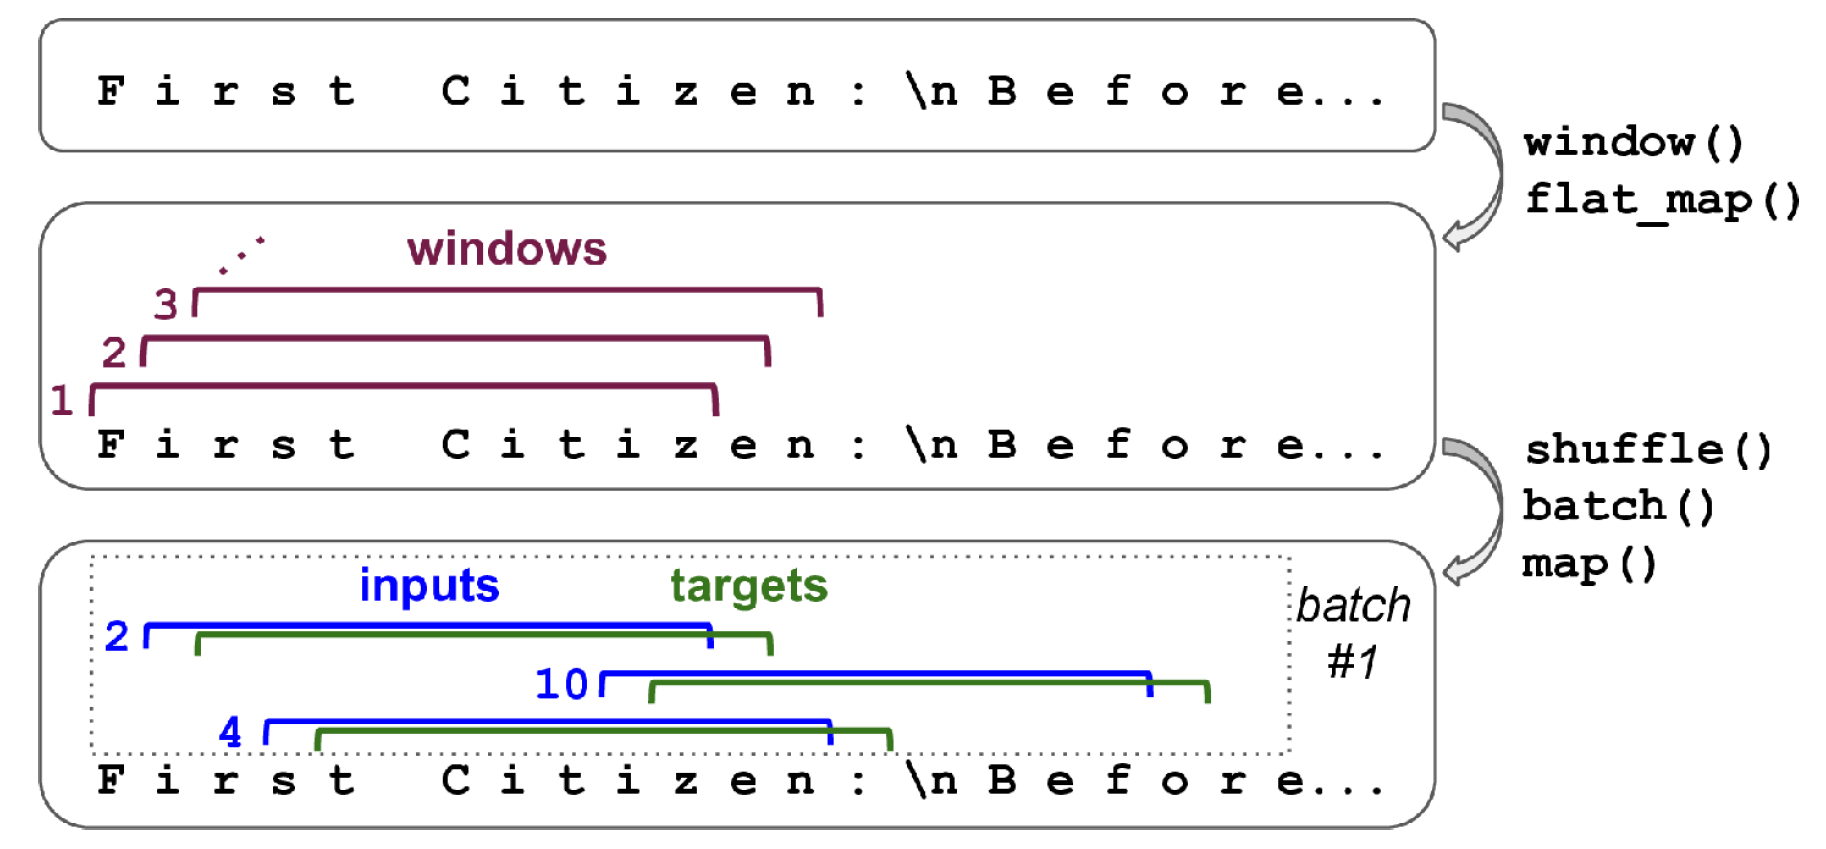 First Citizen:\nBefore...
window()
flat_map()
windows
3
2
1
First Citizen:\nBefore...
shuffle()
batch()
map()
inputs targets
batch
#1
2
10
4
First Citizen:\nBefore...